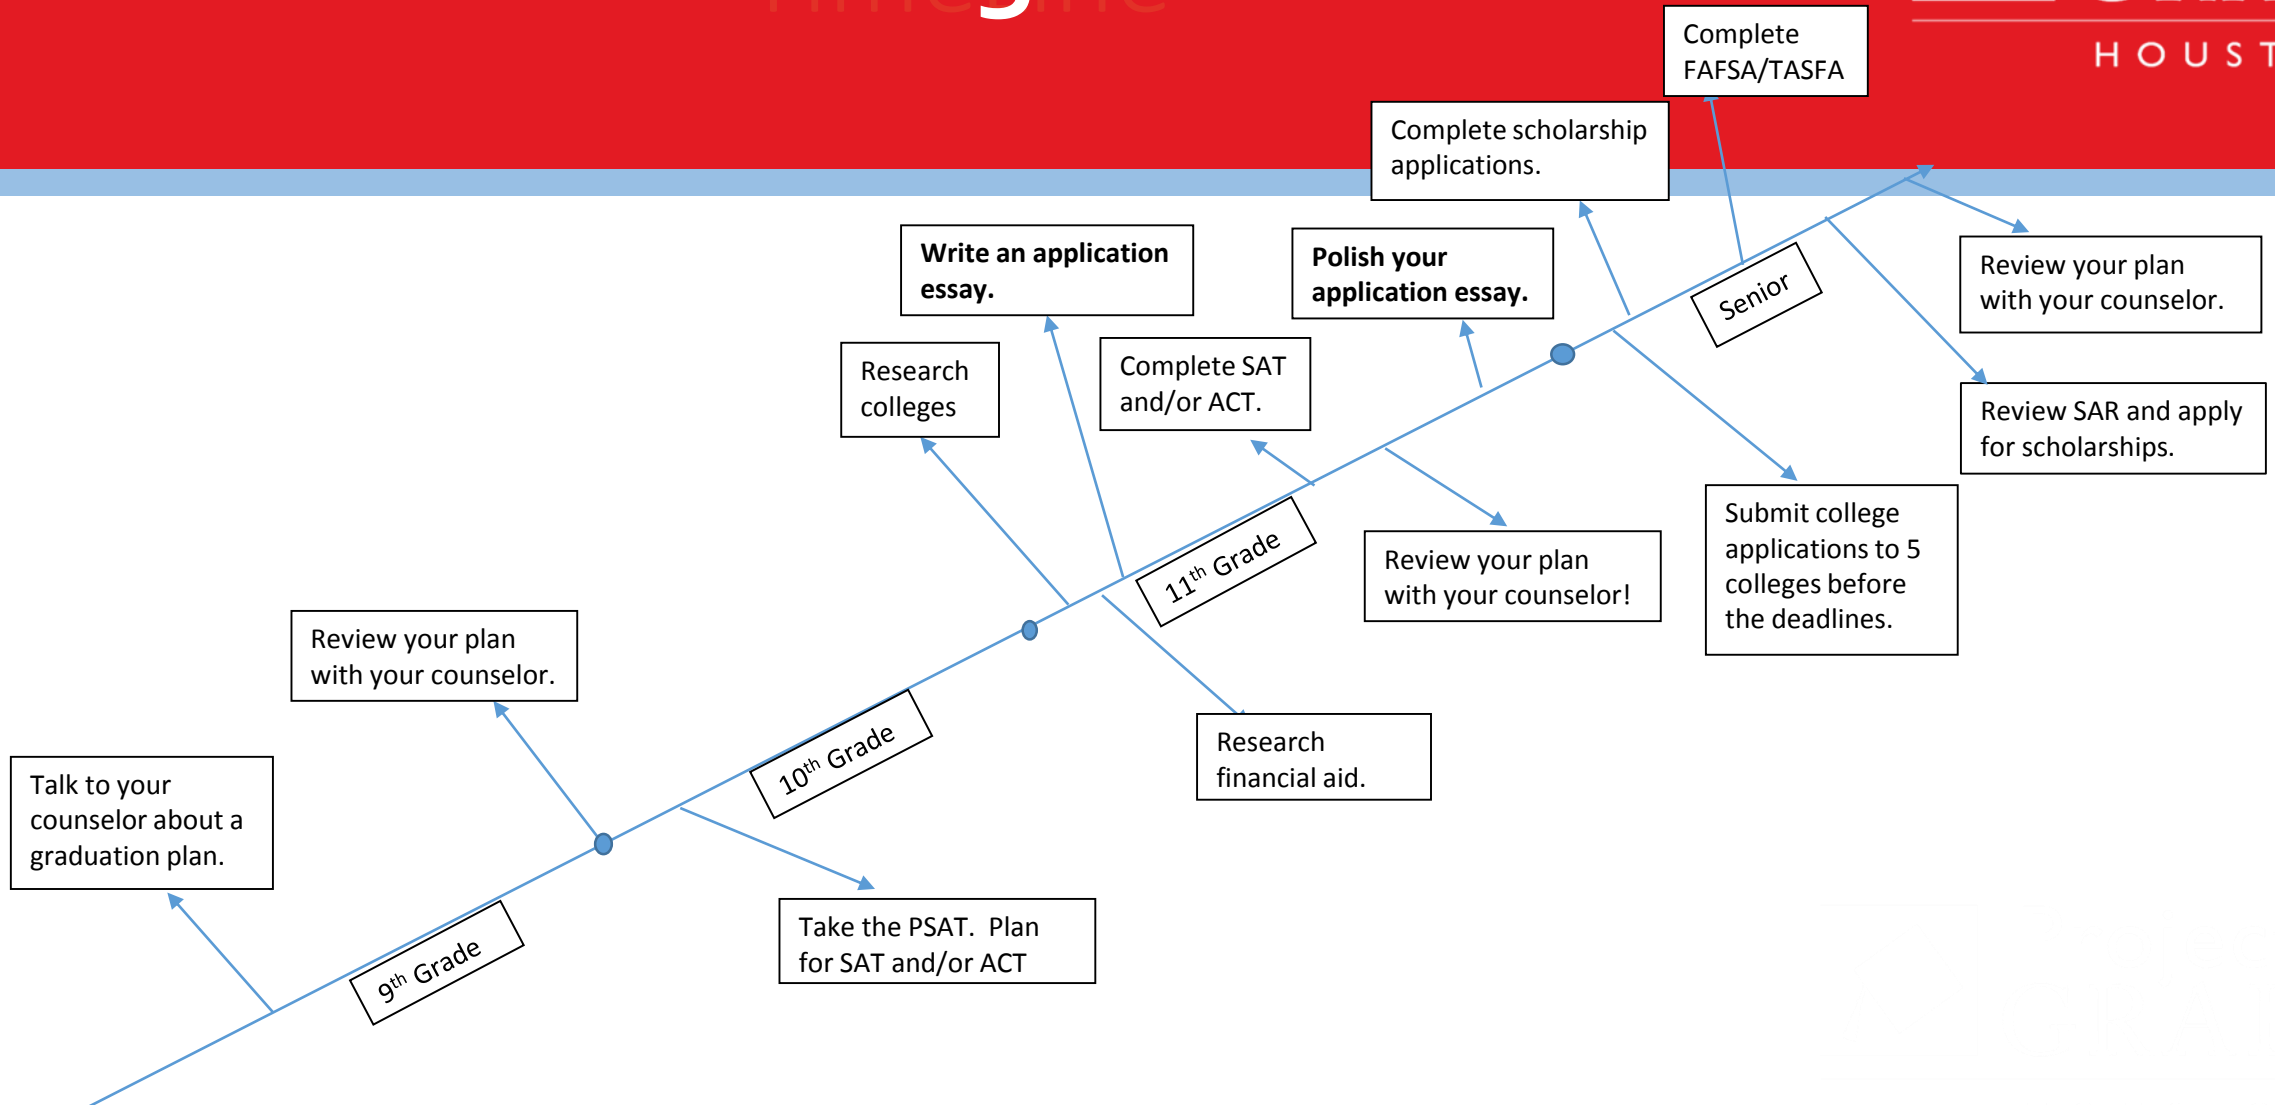 HOUST
Complete
FAFSA/TASFA
Complete scholarship
applications.
Write an application
essay.
Polish your
application essay.
Review your plan
with your counselor.
Senior
Research
colleges
Complete SAT
and/or ACT.
Review SAR and apply
for scholarships.
Submit college
applications to 5
colleges before
the deadlines.
11th Grade
Review your plan
with your counselor!
Review your plan
with your counselor.
10th Grade
Research
financial aid.
Talk to your
counselor about a
graduation plan.
9th Grade
Take the PSAT.  Plan
for SAT and/or ACT